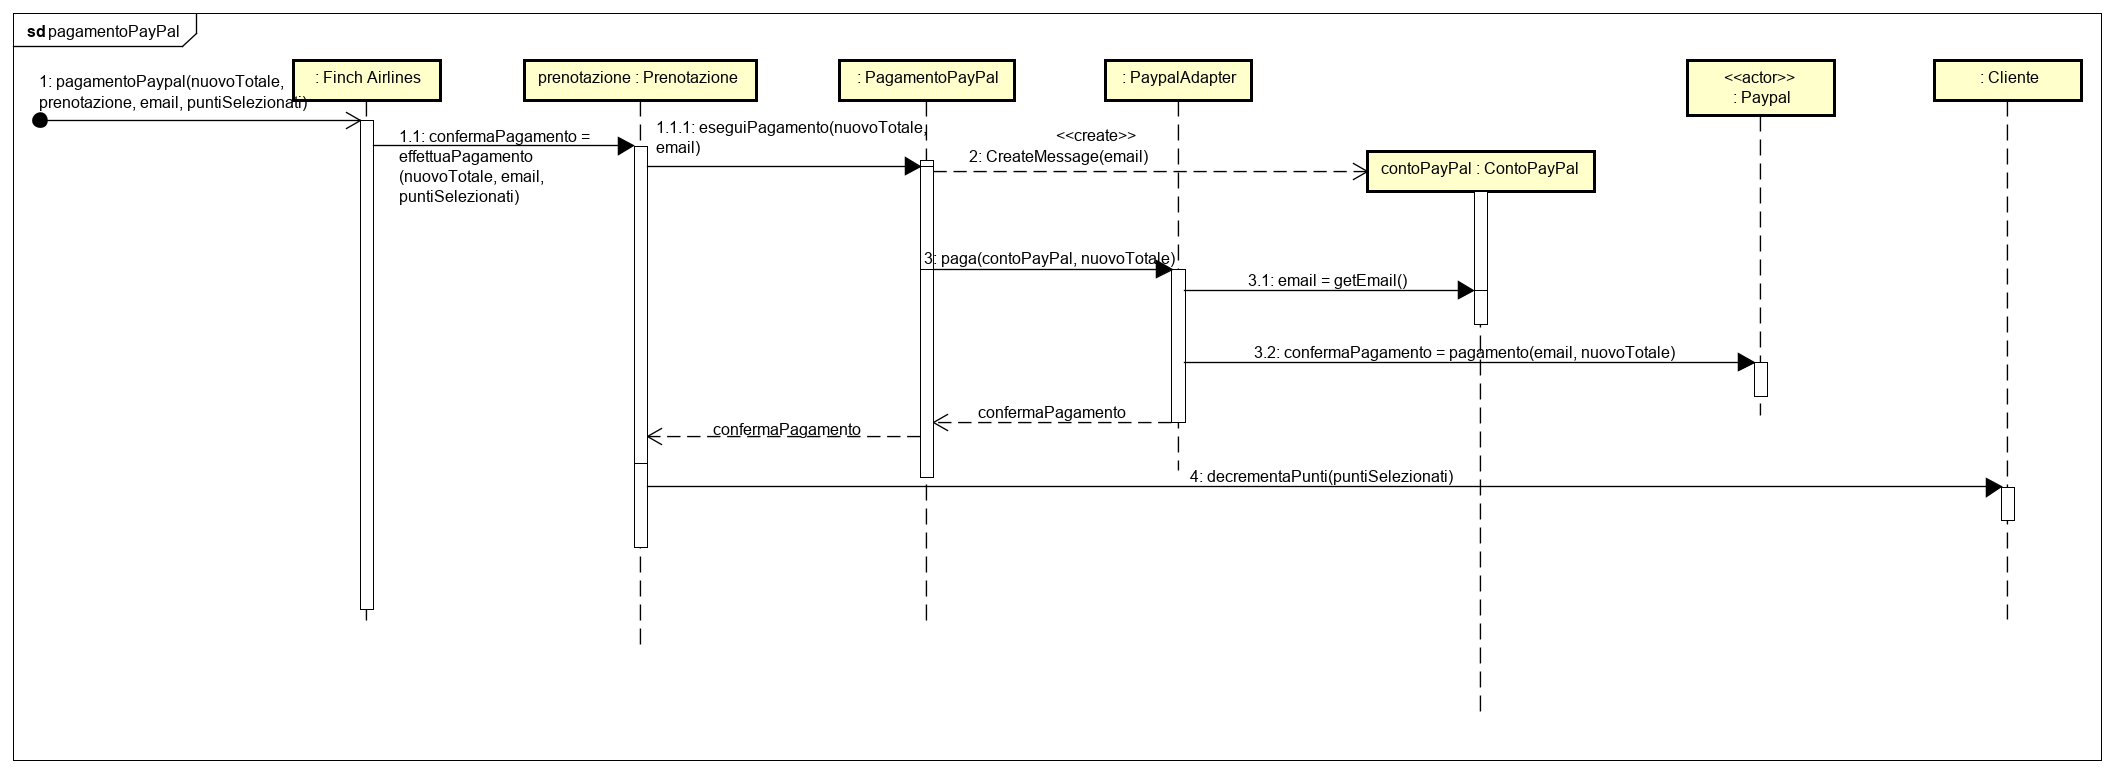 sd pagamentoPayPal
: Finch Airlines
prenotazione : Prenotazione
: PagamentoPayPal
: PaypalAdapter
<<actor>>
: Paypal
: Cliente
1: pagamentoPaypal(nuovoTotale,
prenotazione, email, puntiSelezionati)
1.1: confermaPagamento =
effettuaPagamento
(nuovoTotale, email,
puntiSelezionati)
1.1.1: eseguiPagamento(nuovoTotale,
email)
<<create>>
2: CreateMessage(email)
contoPayPal : ContoPayPal
3: paga(contoPayPal, nuovoTotale)
3.1: email = getEmail()
3.2: confermaPagamento = pagamento(email, nuovoTotale)
confermaPagamento
confermaPagamento
4: decrementaPunti(puntiSelezionati)